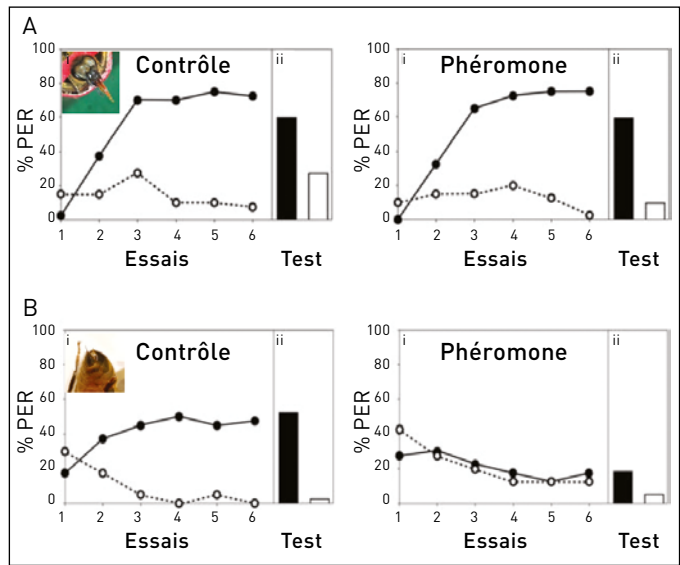 A
100
80
60
40
20
0
% PER
i
Contrôle
ii
1 2 3 4 5 6
Essais
Test
100
80
60
40
20
0
% PER
i
Phéromone
ii
1 2 3 4 5 6
Essais
Test
B
100
80
60
40
20
0
% PER
i
Contrôle
ii
1 2 3 4 5 6
Essais
Test
100
80
60
40
20
0
% PER
i
Phéromone
ii
1 2 3 4 5 6
Essais
Test